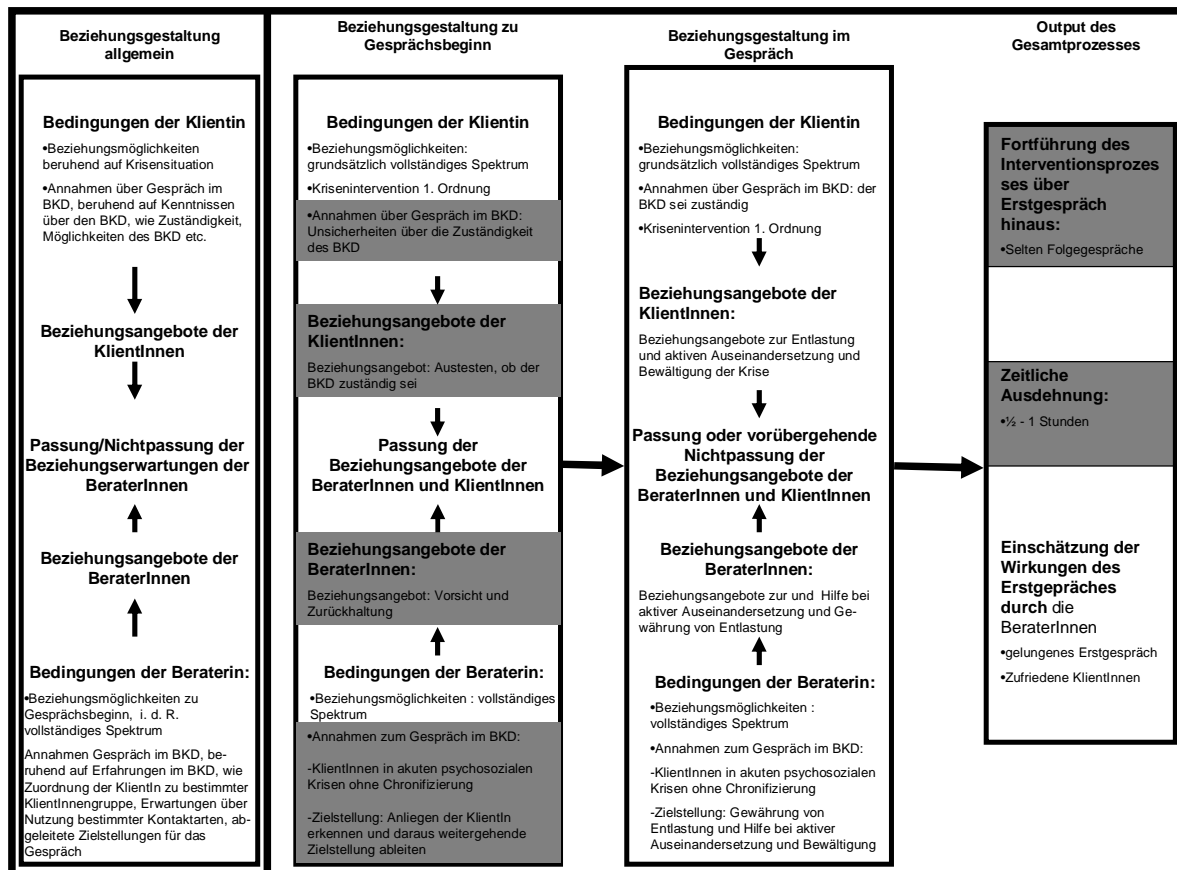 Beziehungsgestaltung
allgemein
Bedingungen der Klientin
•Beziehungsmöglichkeiten
beruhend auf Krisensituation
•Annahmen über Gespräch im
BKD, beruhend auf Kenntnissen
über den BKD, wie Zuständigkeit,
Möglichkeiten des BKD etc.
Beziehungsangebote der
KlientInnen
Passung/Nichtpassung der
Beziehungserwartungen der
BeraterInnen
Beziehungsangebote der
BeraterInnen
Bedingungen der Beraterin:
•Beziehungsmöglichkeiten zu
Gesprächsbeginn, i. d. R.
vollständiges Spektrum
Annahmen Gespräch im BKD, be-
ruhend auf Erfahrungen im BKD, wie
Zuordnung der KlientIn zu bestimmter
KlientInnengruppe, Erwartungen über
Nutzung bestimmter Kontaktarten, ab-
geleitete Zielstellungen für das
Gespräch
Beziehungsgestaltung zu
Gesprächsbeginn
Bedingungen der Klientin
•Beziehungsmöglichkeiten:
grundsätzlich vollständiges Spektrum
•Krisenintervention 1. Ordnung
•Annahmen über Gespräch im BKD:
Unsicherheiten über die Zuständigkeit
des BKD
Beziehungsangebote der
KlientInnen:
Beziehungsangebot: Austesten, ob der
BKD zuständig sei
Passung der
Beziehungsangebote der
BeraterInnen und KlientInnen
Beziehungsangebote der
BeraterInnen:
Beziehungsangebot: Vorsicht und
Zurückhaltung
Bedingungen der Beraterin:
•Beziehungsmöglichkeiten : vollständiges
Spektrum
•Annahmen zum Gespräch im BKD:
-KlientInnen in akuten psychosozialen
Krisen ohne Chronifizierung
-Zielstellung: Anliegen der KlientIn
erkennen und daraus weitergehende
Zielstellung ableiten
Beziehungsgestaltung im
Gespräch
Bedingungen der Klientin
•Beziehungsmöglichkeiten:
grundsätzlich vollständiges Spektrum
•Annahmen über Gespräch im BKD: der
BKD sei zuständig
•Krisenintervention 1. Ordnung
Beziehungsangebote der
KlientInnen:
Beziehungsangebote zur Entlastung
und aktiven Auseinandersetzung und
Bewältigung der Krise
Passung oder vorübergehende
Nichtpassung der
Beziehungsangebote der
BeraterInnen und KlientInnen
Beziehungsangebote der
BeraterInnen:
Beziehungsangebote zur und Hilfe bei
aktiver Auseinandersetzung und Ge-
währung von Entlastung
Bedingungen der Beraterin:
•Beziehungsmöglichkeiten :
vollständiges Spektrum
•Annahmen zum Gespräch im BKD:
-KlientInnen in akuten psychosozialen
Krisen ohne Chronifizierung
-Zielstellung: Gewährung von
Entlastung und Hilfe bei aktiver
Auseinandersetzung und Bewältigung
Output des
Gesamtprozesses
Fortführung des
Interventionsprozes
ses über
Erstgespräch
hinaus:
•Selten Folgegespräche
Zeitliche
Ausdehnung:
•½ - 1 Stunden
Einschätzung der
Wirkungen des
Erstgepräches
durch die
BeraterInnen
•gelungenes Erstgespräch
•Zufriedene KlientInnen